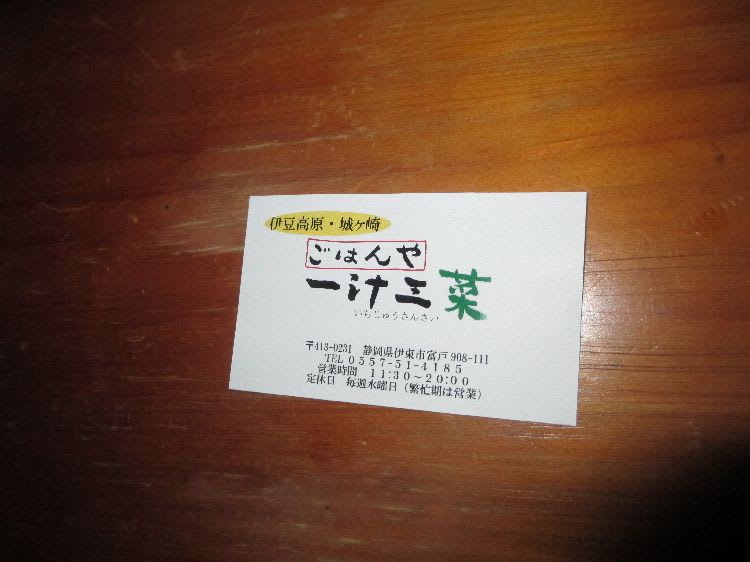 伊豆高原・城ヶ崎
ごはんや
一汁三菜
いちじゅうさんさい
〒413-0231 静岡県伊東市富戸908-111
TEL 0557-51-4185
営業時間 11:30～20:00
定休日 毎週水曜日（繁忙期は営業）